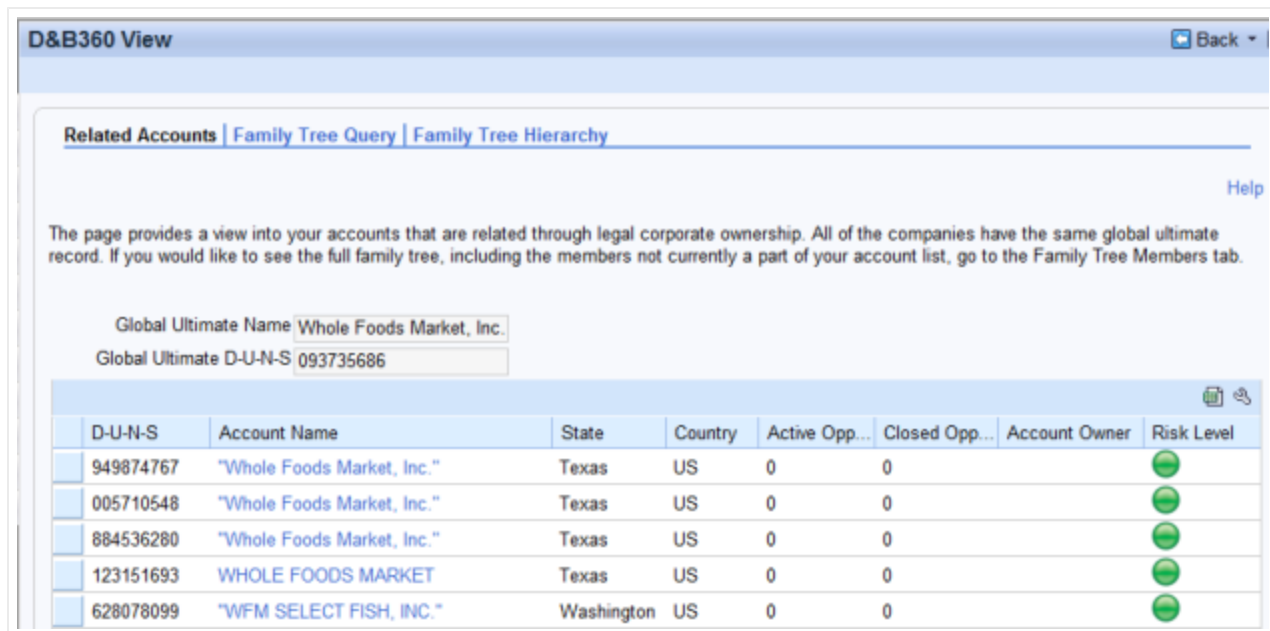 D&B360 View
Back
Related Accounts | Family Tree Query | Family Tree Hierarchy
Help
The page provides a view into your accounts that are related through legal corporate ownership. All of the companies have the same global ultimate
record. If you would like to see the full family tree, including the members not currently a part of your account list, go to the Family Tree Members tab.
Global Ultimate Name Whole Foods Market, Inc.
Global Ultimate D-U-N-S 093735686
D-U-N-S Account Name State Country Active Opp... Closed Opp... Account Owner Risk Level
949874767 "Whole Foods Market, Inc." Texas US 0 0
005710548 "Whole Foods Market, Inc." Texas US 0 0
884536280 "Whole Foods Market, Inc." Texas US 0 0
123151693 WHOLE FOODS MARKET Texas US 0 0
628078099 "WFM SELECT FISH, INC." Washington US 0 0